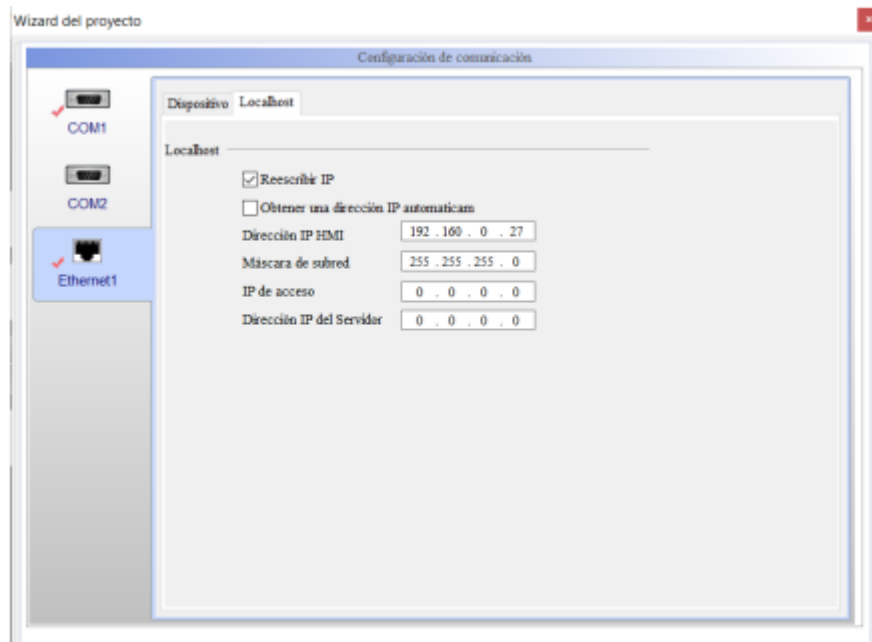 Wizard del proyecto
Configuración de comunicación
COM1
COM2
Ethernet1
Dispositivo Localhost
Localhost
Reescribir IP
Obtener una dirección IP automaticam
Dirección IP HMI 192 . 160 . 0 . 27
Máscara de subred 255 . 255 . 255 . 0
IP de acceso 0 . 0 . 0 . 0
Dirección IP del Servidor 0 . 0 . 0 . 0